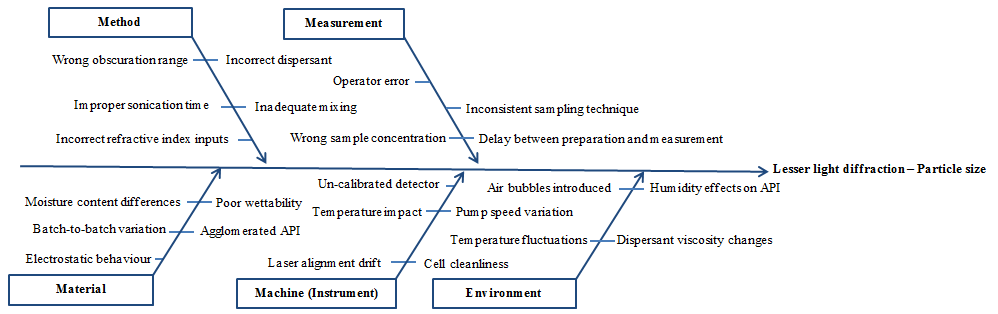 Method
Measurement
Wrong obscuration range
Incorrect dispersant
Operator error
Improper sonication time
Inadequate mixing
Inconsistent sampling technique
Incorrect refractive index inputs
Wrong sample concentration
Delay between preparation and measurement
Lesser light diffraction – Particle size
Un-calibrated detector
Air bubbles introduced
Humidity effects on API
Moisture content differences
Poor wettability
Temperature impact
Pump speed variation
Batch-to-batch variation
Agglomerated API
Temperature fluctuations
Dispersant viscosity changes
Electrostatic behaviour
Laser alignment drift
Cell cleanliness
Material
Machine (Instrument)
Environment